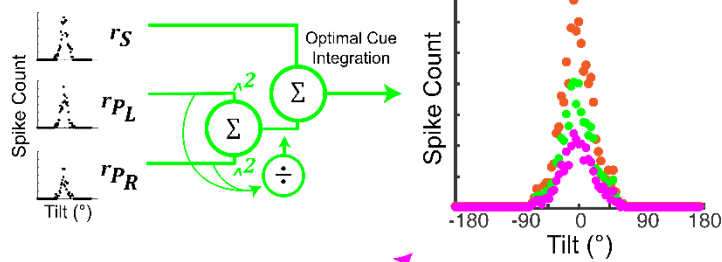 Spike Count
r_S
r_{P_L}
r_{P_R}
Tilt (°)
^2
^2
Σ
Σ
÷
Optimal Cue
Integration
Spike Count
-180 -90 0 90 180
Tilt (°)